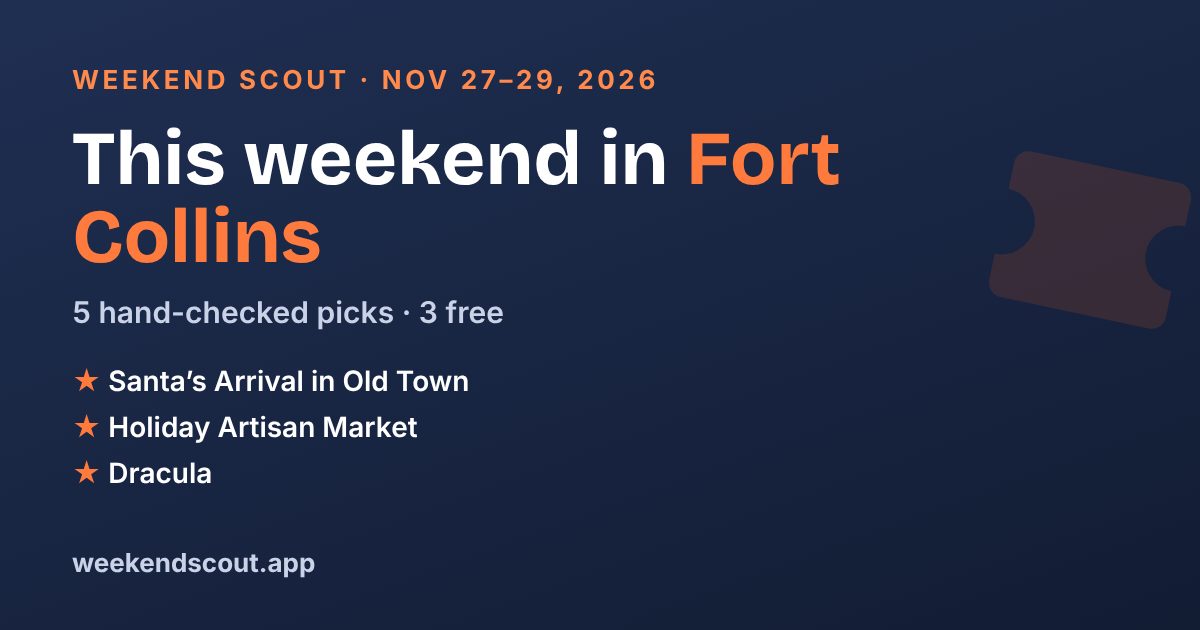 WEEKEND SCOUT · NOV 27–29, 2026
This weekend in Fort
Collins
5 hand-checked picks · 3 free
★ Santa’s Arrival in Old Town
★ Holiday Artisan Market
★ Dracula
weekendscout.app